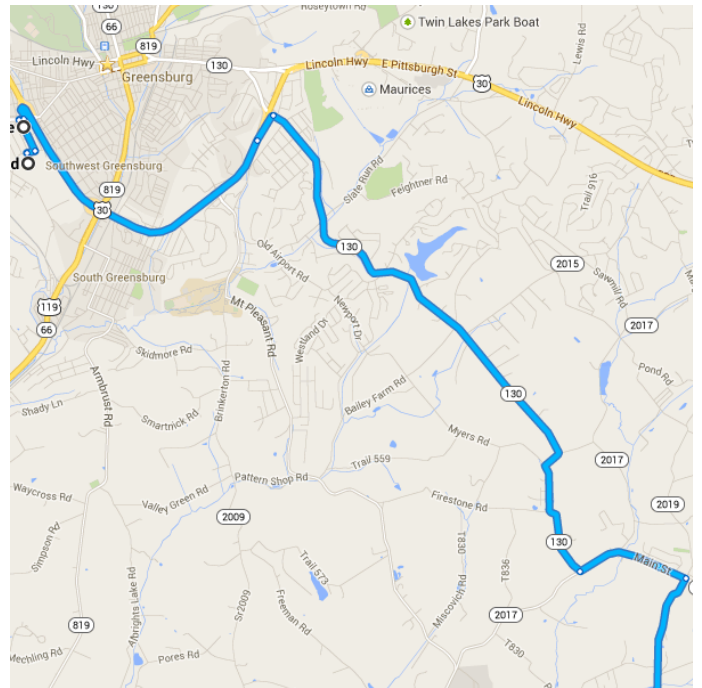 130
Roseytown Rd
66
Twin Lakes Park Boat
Lewis Rd
819
Lincoln Hwy
Greensburg
130
Lincoln Hwy
E Pittsburgh St
30
Maurices
Lincoln Hwy
e
d
Southwest Greensburg
819
Slate Run Rd
Feightner Rd
Trail 916
30
130
Old Airport Rd
2015
South Greensburg
Sawmill Rd
119
66
Mt Pleasant Rd
Newport Dr
Westland Dr
2017
Skidmore Rd
Armbrust Rd
Brinkerton Rd
Pond Rd
Shady Ln
Smartrick Rd
Bailey Farm Rd
130
Myers Rd
Trail 559
2017
Waycross Rd
Valley Green Rd
Pattern Shop Rd
Firestone Rd
2009
2019
Simpson Rd
T830
T836
130
Main St
Trail 573
Albrights Lake Rd
Sr2009
Freeman Rd
Miscovich Rd
2017
819
T830
Mechling Rd
Pores Rd